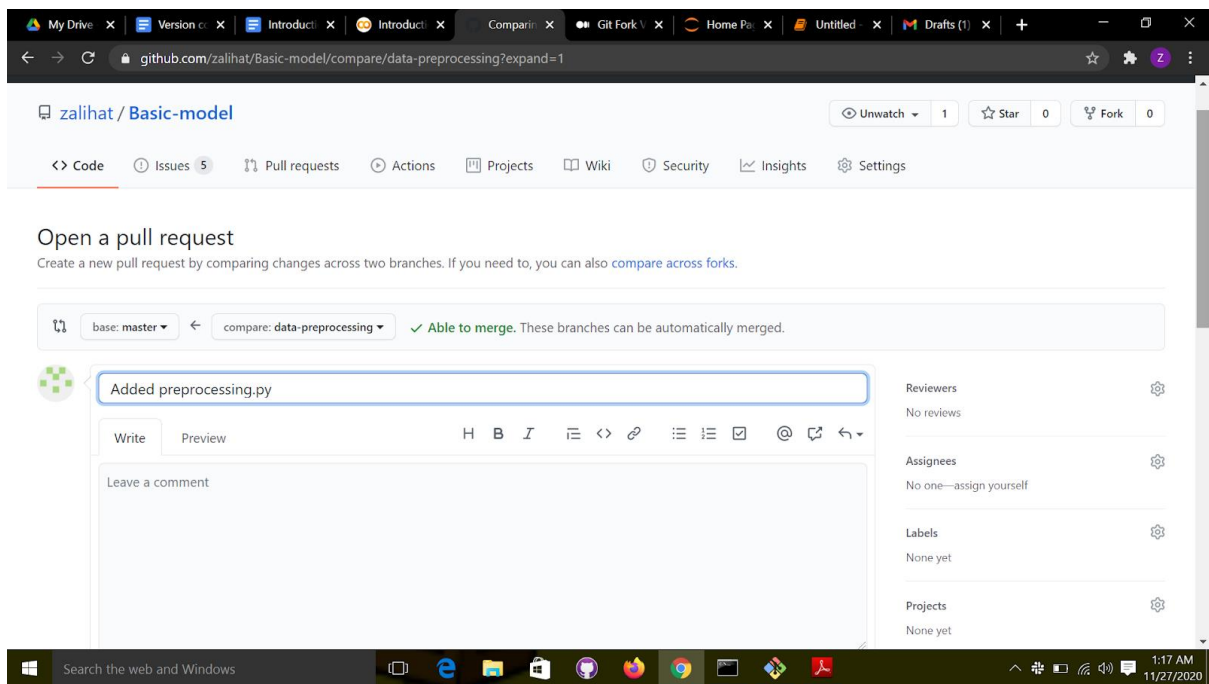 My Drive
Version co
Introducti
Introducti
Comparin
Git Fork V
Home Pag
Untitled -
Drafts (1)
github.com/zalihat/Basic-model/compare/data-preprocessing?expand=1
Z
zalihat / Basic-model
Unwatch 1
Star 0
Fork 0
Code
Issues 5
Pull requests
Actions
Projects
Wiki
Security
Insights
Settings
Open a pull request
Create a new pull request by comparing changes across two branches. If you need to, you can also compare across forks.
base: master
compare: data-preprocessing
Able to merge. These branches can be automatically merged.
Added preprocessing.py
Reviewers
No reviews
Write Preview
H B I
Leave a comment
Assignees
No one—assign yourself
Labels
None yet
Projects
None yet
Search the web and Windows
1:17 AM
11/27/2020